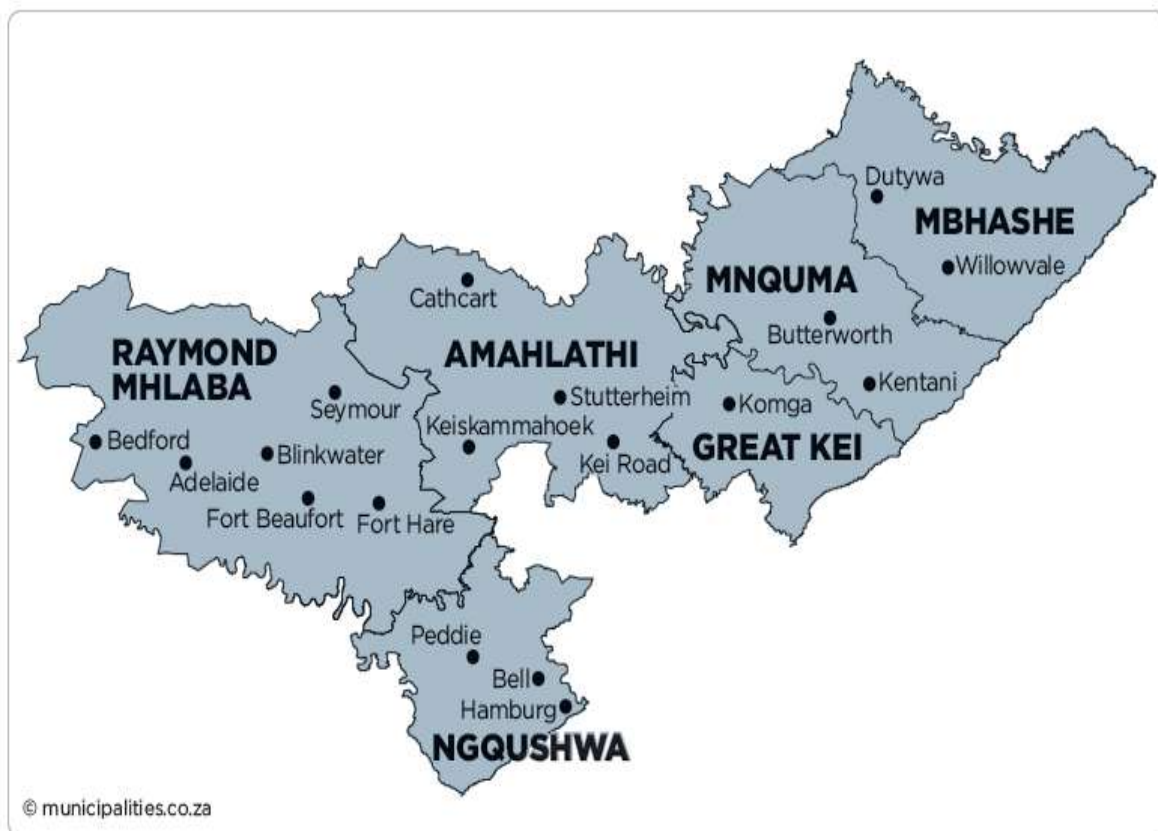 Dutywa
MBHASHE
Willowvale
MNQUMA
Butterworth
Kentani
Cathcart
AMAHLATHI
Stutterheim
Keiskammahoek
Kei Road
Komga
GREAT KEI
RAYMOND
MHLABA
Seymour
Bedford
Blinkwater
Adelaide
Fort Beaufort
Fort Hare
Peddie
Bell
Hamburg
NGQUSHWA
© municipalities.co.za